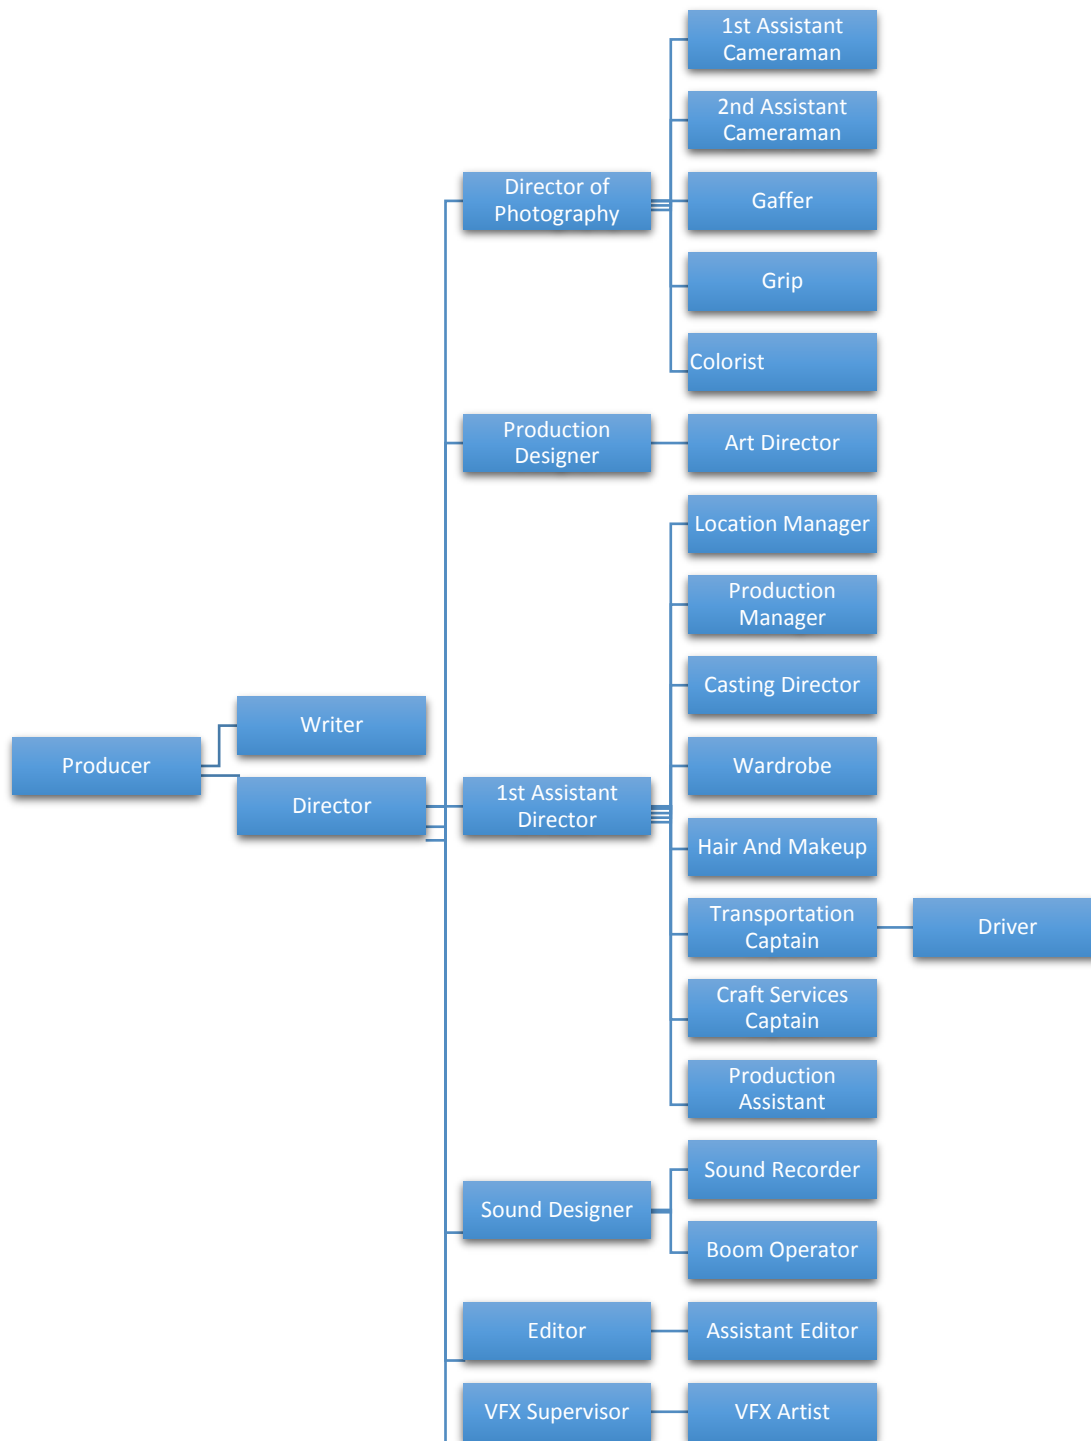 1st Assistant
Cameraman
2nd Assistant
Cameraman
Director of
Photography
Gaffer
Grip
Colorist
Production
Designer
Art Director
Location Manager
Production
Manager
Casting Director
Writer
Producer
Wardrobe
Director
1st Assistant
Director
Hair And Makeup
Transportation
Captain
Driver
Craft Services
Captain
Production
Assistant
Sound Recorder
Sound Designer
Boom Operator
Editor
Assistant Editor
VFX Supervisor
VFX Artist